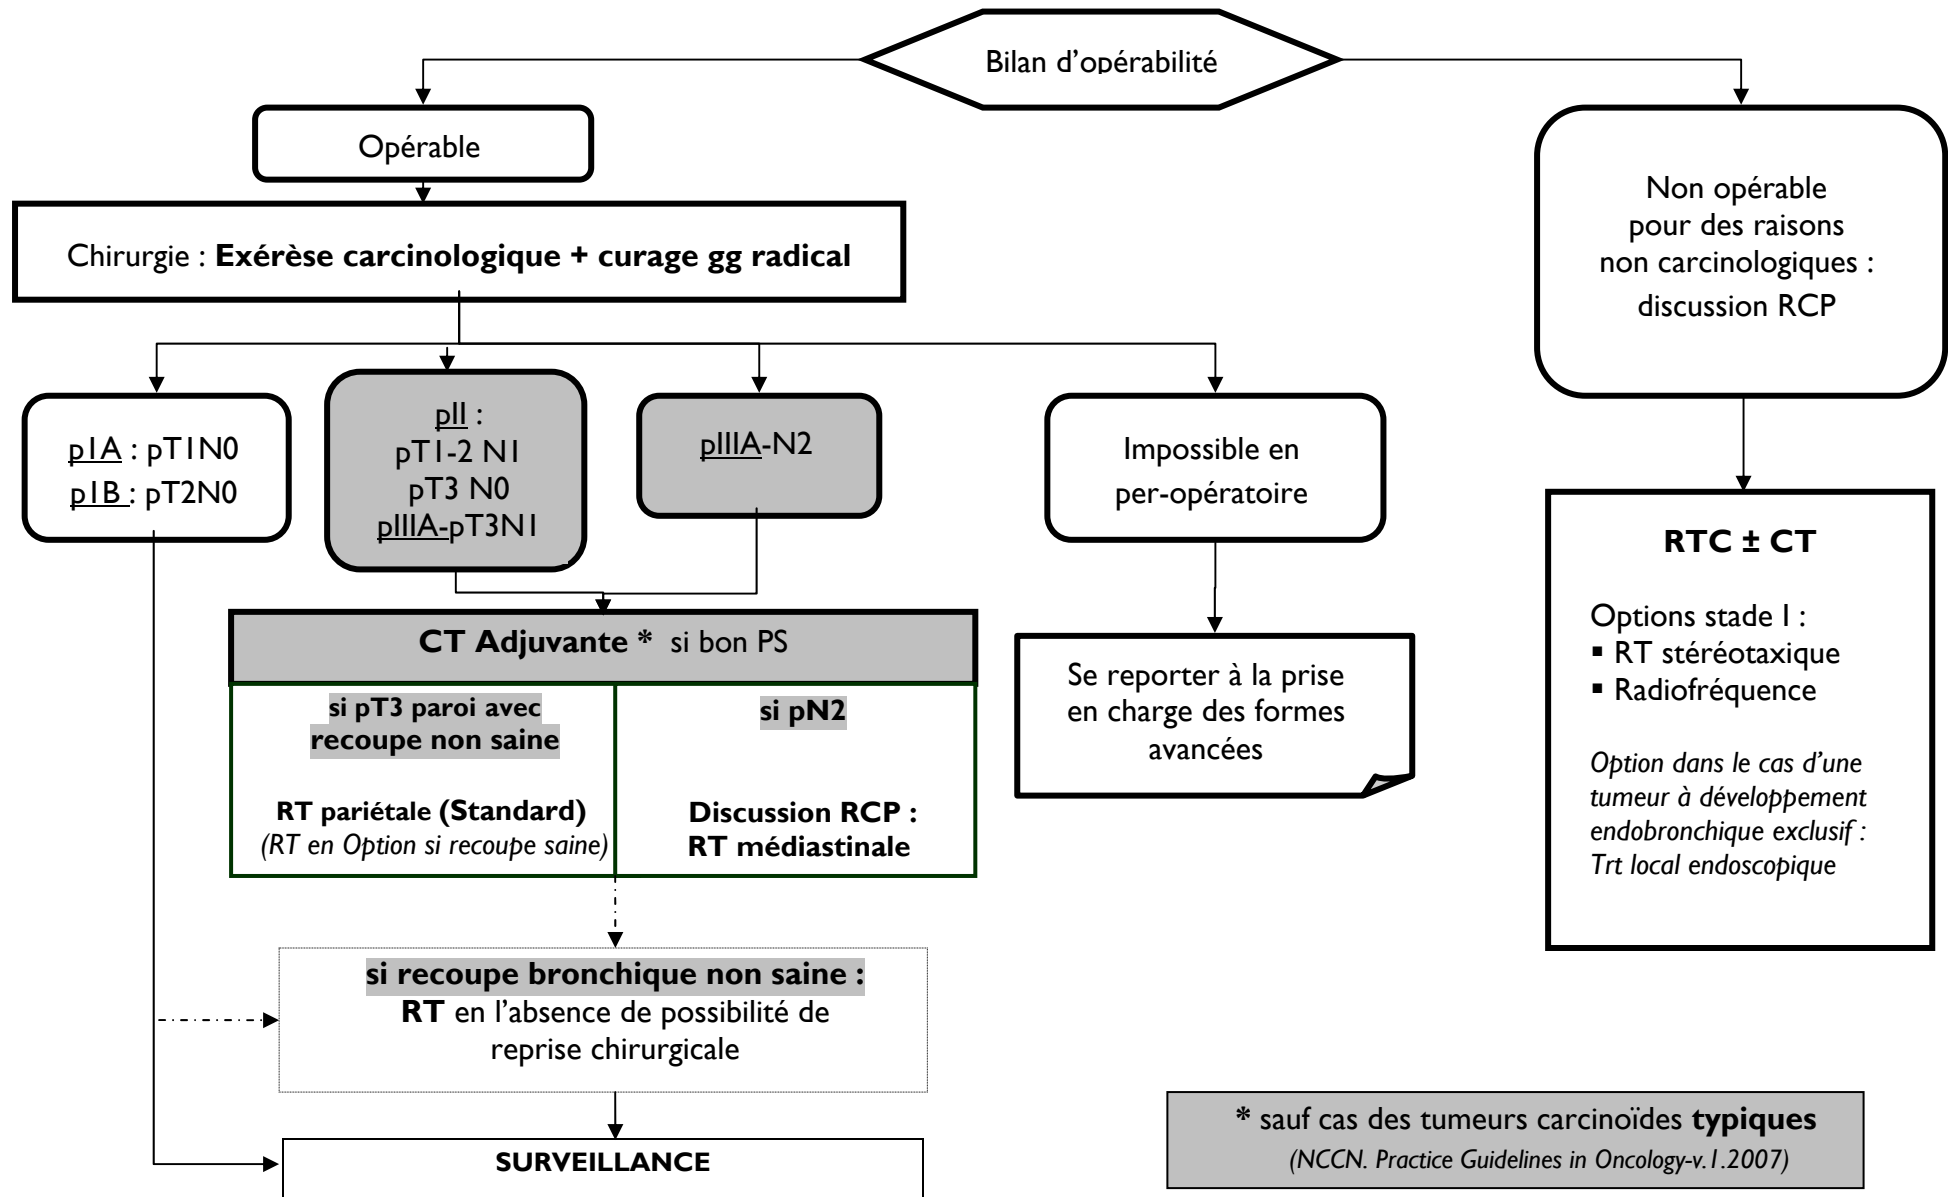 Bilan d'opérabilité
Opérable
Chirurgie : Exérèse carcinologique + curage gg radical
Non opérable
pour des raisons
non carcinologiques :
discussion RCP
p1A : pT1N0
p1B : pT2N0
pII :
pT1-2 N1
pT3 N0
pIIIA-pT3N1
pIIIA-N2
Impossible en
per-opératoire
RTC ± CT
Options stade I :
▪ RT stéréotaxique
▪ Radiofréquence
Option dans le cas d'une
tumeur à développement
endobronchique exclusif :
Trt local endoscopique
CT Adjuvante * si bon PS
si pT3 paroi avec
recoupe non saine
RT pariétale (Standard)
(RT en Option si recoupe saine)
si pN2
Discussion RCP :
RT médiastinale
Se reporter à la prise
en charge des formes
avancées
si recoupe bronchique non saine :
RT en l'absence de possibilité de
reprise chirurgicale
SURVEILLANCE
* sauf cas des tumeurs carcinoïdes typiques
(NCCN. Practice Guidelines in Oncology-v.1.2007)